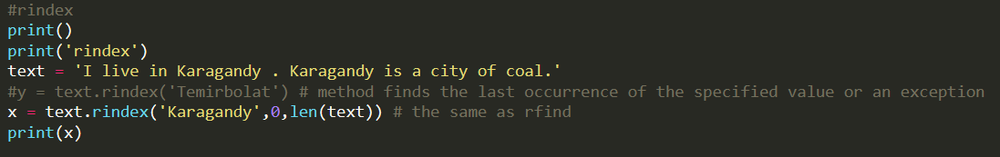 #rindex
print()
print('rindex')
text = 'I live in Karagandy . Karagandy is a city of coal.'
#y = text.rindex('Temirbolat') # method finds the last occurrence of the specified value or an exception
x = text.rindex('Karagandy',0,len(text)) # the same as rfind
print(x)